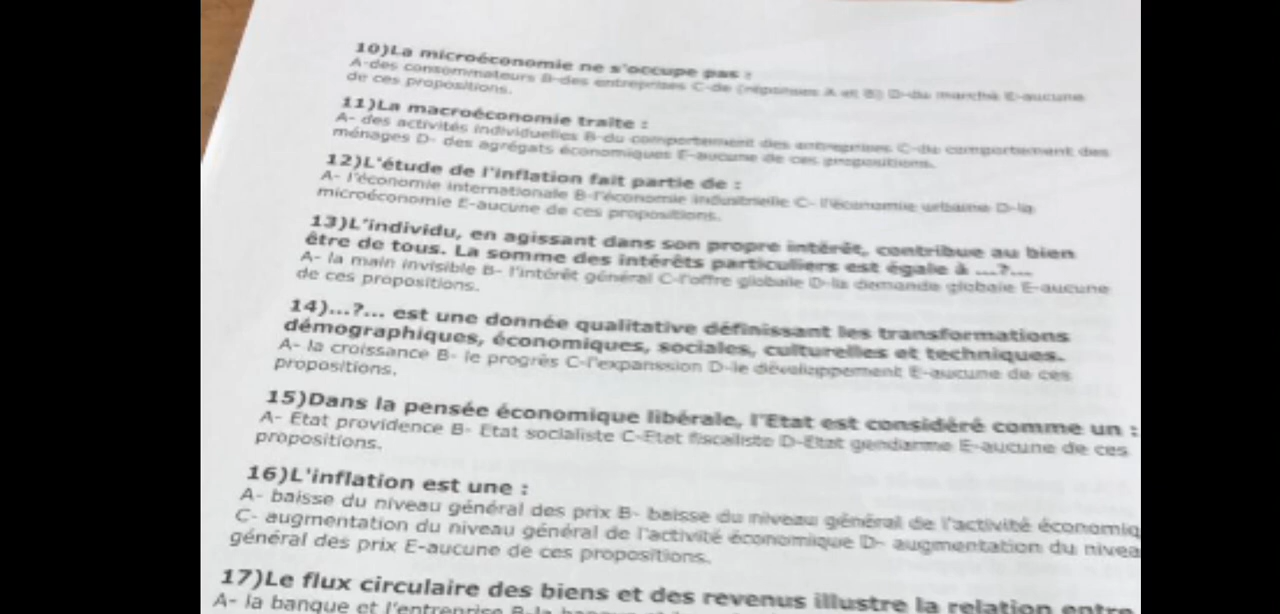 10)La microéconomie ne s'occupe pas :
A-des consommateurs B-des entreprises C-de (réponses A et B) D-du marché E-aucune
de ces propositions.
11)La macroéconomie traite :
A- des activités individuelles B-du comportement des entreprises C-du comportement des
ménages D- des agrégats économiques E-aucune de ces propositions.
12)L'étude de l'inflation fait partie de :
A- l'économie internationale B-l'économie industrielle C- l'économie urbaine D-la
microéconomie E-aucune de ces propositions.
13)L'individu, en agissant dans son propre intérêt, contribue au bien
être de tous. La somme des intérêts particuliers est égale à ...?...
A- la main invisible B- l'intérêt général C-l'offre globale D-la demande globale E-aucune
de ces propositions.
14)...?... est une donnée qualitative définissant les transformations
démographiques, économiques, sociales, culturelles et techniques.
A- la croissance B- le progrès C-l'expanssion D-le développement E-aucune de ces
propositions.
15)Dans la pensée économique libérale, l'Etat est considéré comme un :
A- Etat providence B- Etat socialiste C-Etat fiscaliste D-Etat gendarme E-aucune de ces
propositions.
16)L'inflation est une :
A- baisse du niveau général des prix B- baisse du niveau général de l'activité économiq
C- augmentation du niveau général de l'activité économique D- augmentation du nivea
général des prix E-aucune de ces propositions.
17)Le flux circulaire des biens et des revenus illustre la relation entre
A- la banque et l'entreprise B-la